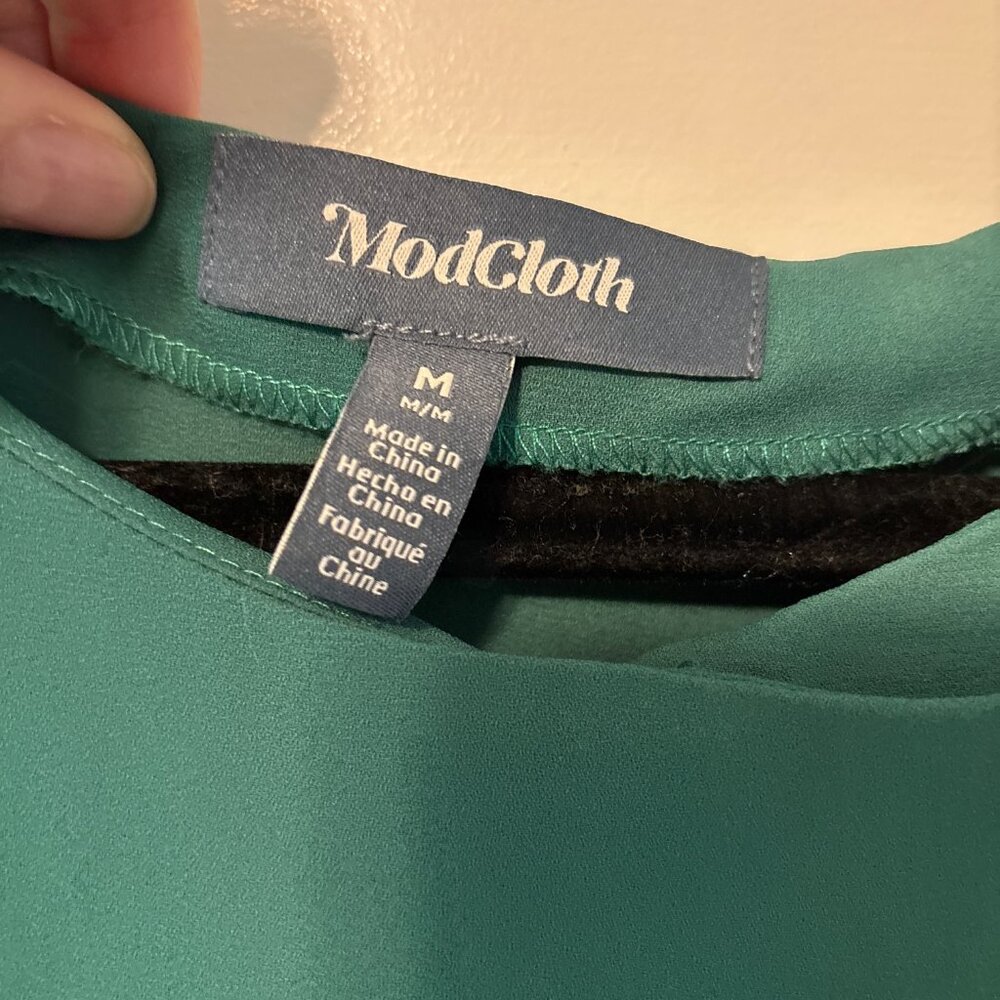 ModCloth
M
M/M
Made in
China
Hecho en
China
Fabriqué
au
Chine